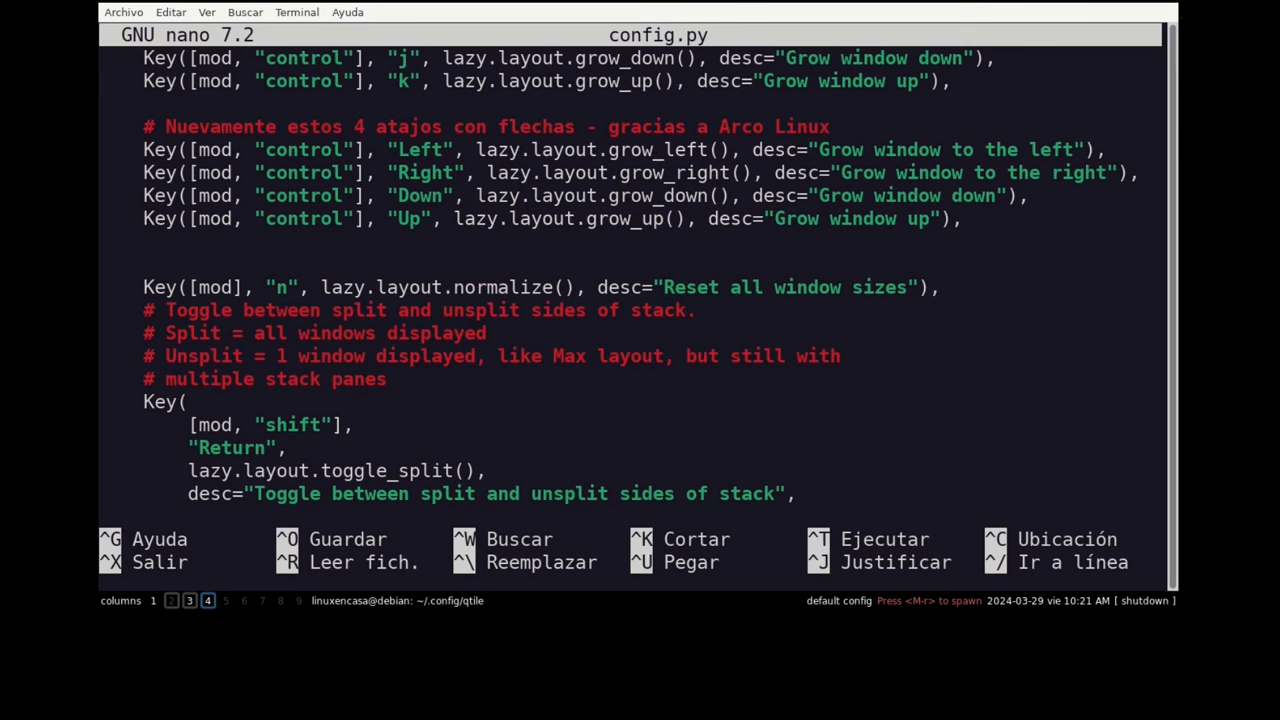 Archivo Editar Ver Buscar Terminal Ayuda
GNU nano 7.2 config.py
Key([mod, "control"], "j", lazy.layout.grow_down(), desc="Grow window down"),
Key([mod, "control"], "k", lazy.layout.grow_up(), desc="Grow window up"),
# Nuevamente estos 4 atajos con flechas - gracias a Arco Linux
Key([mod, "control"], "Left", lazy.layout.grow_left(), desc="Grow window to the left"),
Key([mod, "control"], "Right", lazy.layout.grow_right(), desc="Grow window to the right"),
Key([mod, "control"], "Down", lazy.layout.grow_down(), desc="Grow window down"),
Key([mod, "control"], "Up", lazy.layout.grow_up(), desc="Grow window up"),
Key([mod], "n", lazy.layout.normalize(), desc="Reset all window sizes"),
# Toggle between split and unsplit sides of stack.
# Split = all windows displayed
# Unsplit = 1 window displayed, like Max layout, but still with
# multiple stack panes
Key(
[mod, "shift"],
"Return",
lazy.layout.toggle_split(),
desc="Toggle between split and unsplit sides of stack",
^G Ayuda ^O Guardar ^W Buscar ^K Cortar ^T Ejecutar ^C Ubicación
^X Salir ^R Leer fich. ^\ Reemplazar ^U Pegar ^J Justificar ^/ Ir a línea
columns 1 2 3 4 5 6 7 8 9 linuxencasa@debian: ~/.config/qtile default config Press <M-r> to spawn 2024-03-29 vie 10:21 AM [ shutdown ]